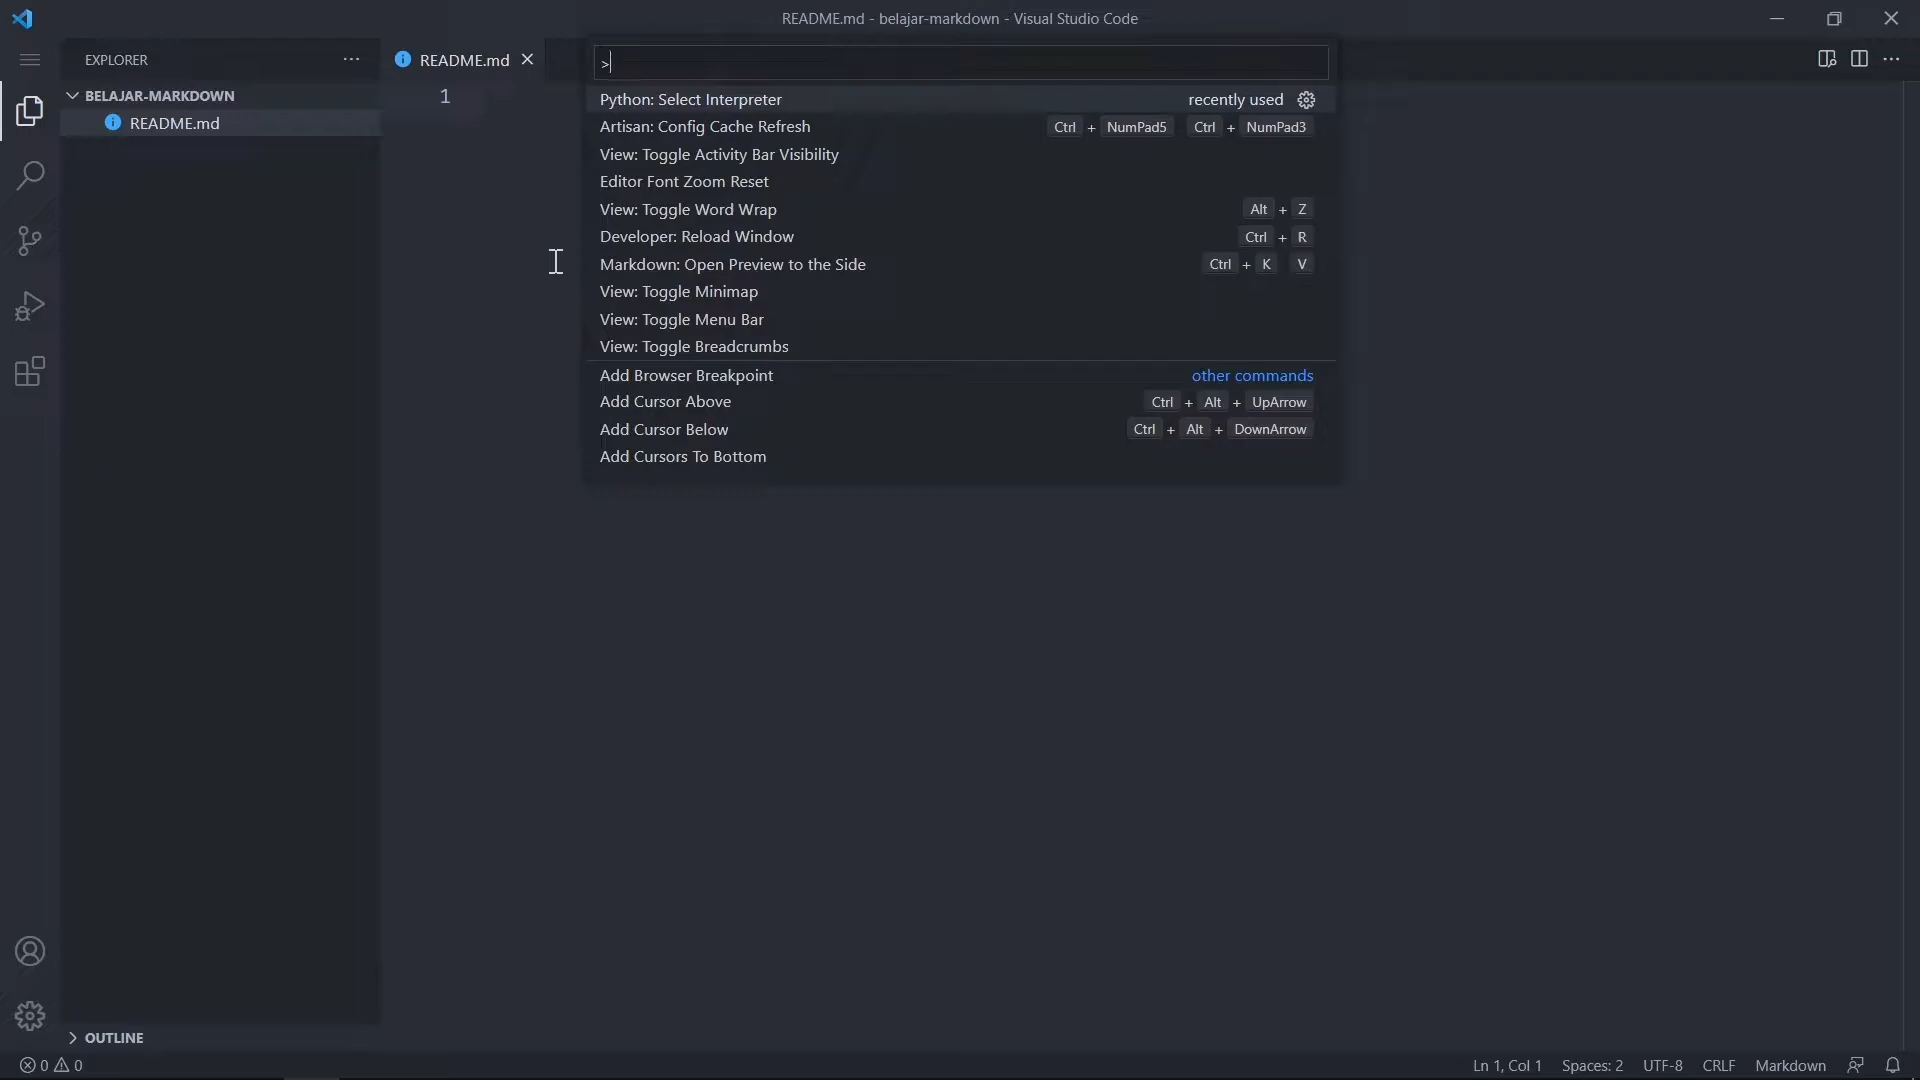 README.md - belajar-markdown - Visual Studio Code
EXPLORER
README.md
>
BELAJAR-MARKDOWN
README.md
1
Python: Select Interpreter recently used
Artisan: Config Cache Refresh Ctrl + NumPad5 Ctrl + NumPad3
View: Toggle Activity Bar Visibility
Editor Font Zoom Reset
View: Toggle Word Wrap Alt + Z
Developer: Reload Window Ctrl + R
Markdown: Open Preview to the Side Ctrl + K V
View: Toggle Minimap
View: Toggle Menu Bar
View: Toggle Breadcrumbs
Add Browser Breakpoint other commands
Add Cursor Above Ctrl + Alt + UpArrow
Add Cursor Below Ctrl + Alt + DownArrow
Add Cursors To Bottom
OUTLINE
0 0 Ln 1, Col 1 Spaces: 2 UTF-8 CRLF Markdown